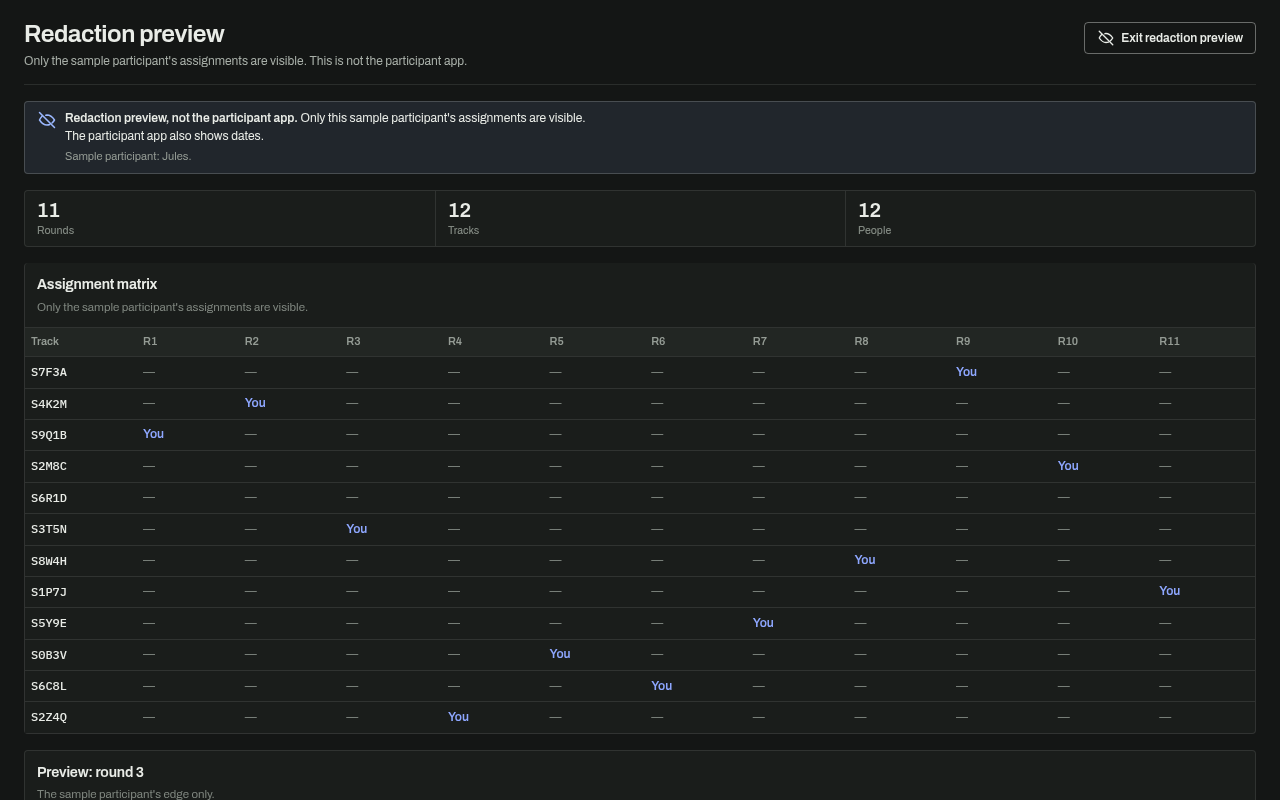 Redaction preview
Exit redaction preview
Only the sample participant's assignments are visible. This is not the participant app.
Redaction preview, not the participant app. Only this sample participant's assignments are visible.
The participant app also shows dates.
Sample participant: Jules.
11 12 12
Rounds Tracks People
Assignment matrix
Only the sample participant's assignments are visible.
Track R1 R2 R3 R4 R5 R6 R7 R8 R9 R10 R11
S7F3A — — — — — — — — You — —
S4K2M — You — — — — — — — — —
S9Q1B You — — — — — — — — — —
S2M8C — — — — — — — — — You —
S6R1D — — — — — — — — — — —
S3T5N — — You — — — — — — — —
S8W4H — — — — — — — You — — —
S1P7J — — — — — — — — — — You
S5Y9E — — — — — — You — — — —
S0B3V — — — — You — — — — — —
S6C8L — — — — — You — — — — —
S2Z4Q — — — You — — — — — — —
Preview: round 3
The sample participant's edge only.